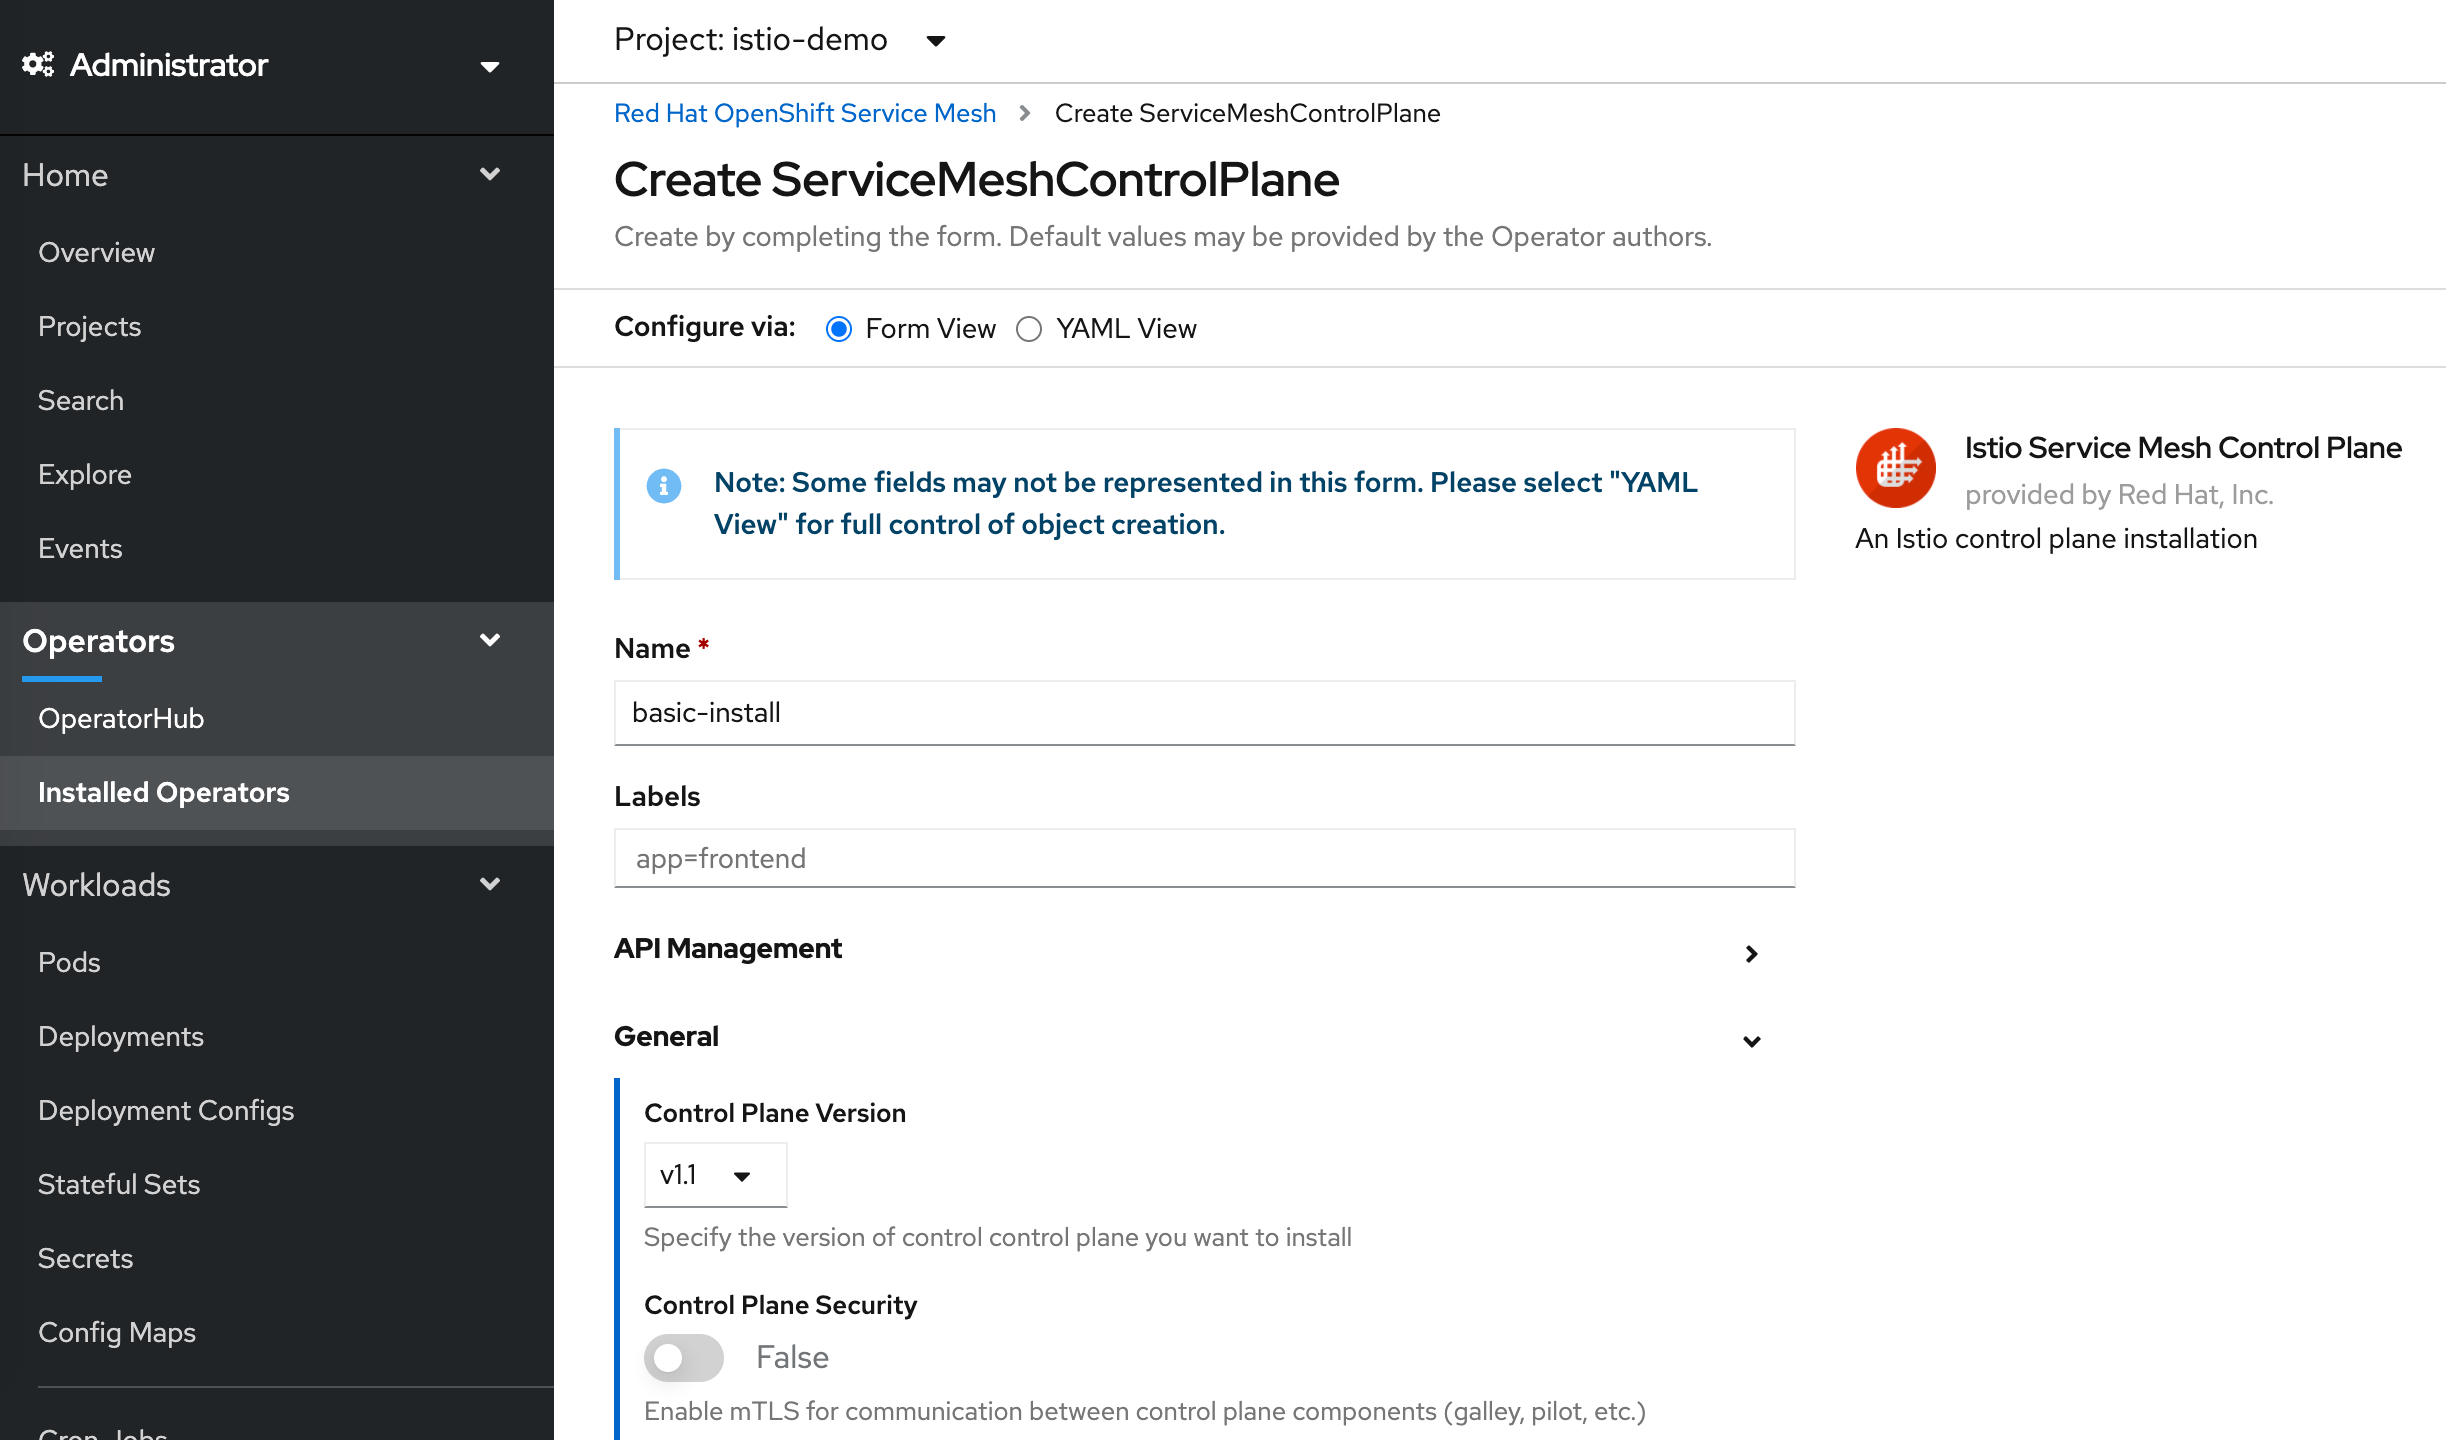 Administrator
Home
Overview
Projects
Search
Explore
Events
Operators
OperatorHub
Installed Operators
Workloads
Pods
Deployments
Deployment Configs
Stateful Sets
Secrets
Config Maps
Cron Jobs
Project: istio-demo
Red Hat OpenShift Service Mesh > Create ServiceMeshControlPlane
Create ServiceMeshControlPlane
Create by completing the form. Default values may be provided by the Operator authors.
Configure via: Form View YAML View
Note: Some fields may not be represented in this form. Please select "YAML
View" for full control of object creation.
Name *
basic-install
Labels
app=frontend
API Management
General
Control Plane Version
v1.1
Specify the version of control control plane you want to install
Control Plane Security
False
Enable mTLS for communication between control plane components (galley, pilot, etc.)
Istio Service Mesh Control Plane
provided by Red Hat, Inc.
An Istio control plane installation